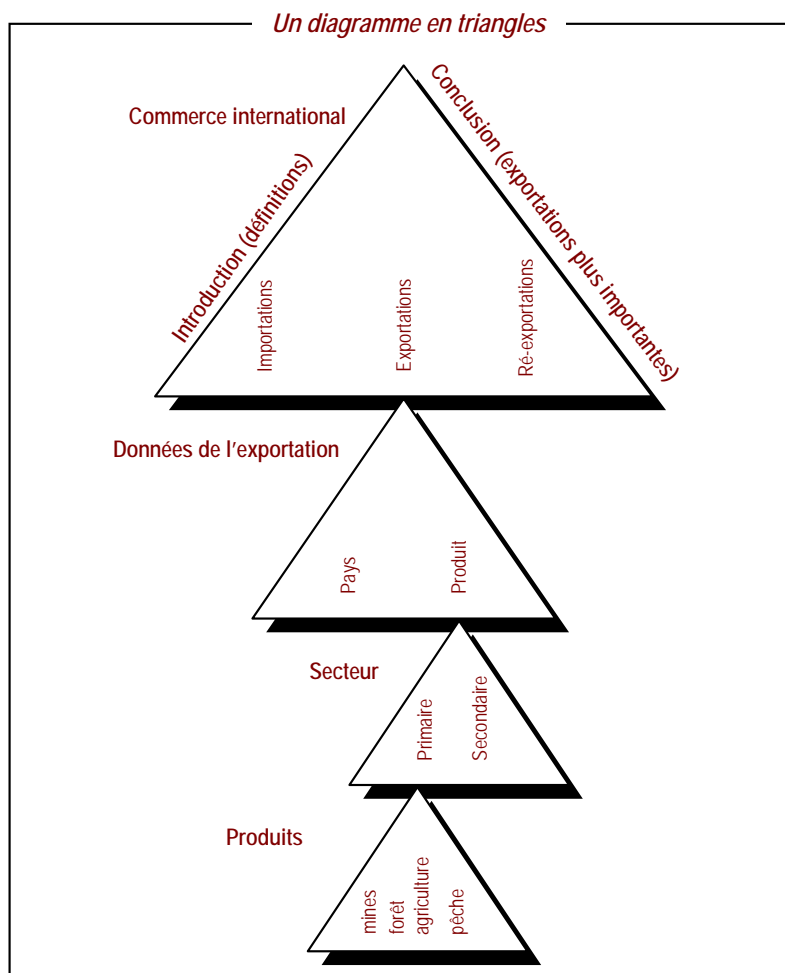 Un diagramme en triangles
Commerce international
Introduction (définitions)
Conclusion (exportations plus importantes)
Importations
Exportations
Ré-exportations
Données de l'exportation
Pays
Produit
Secteur
Primaire
Secondaire
Produits
mines
forêt
agriculture
pêche